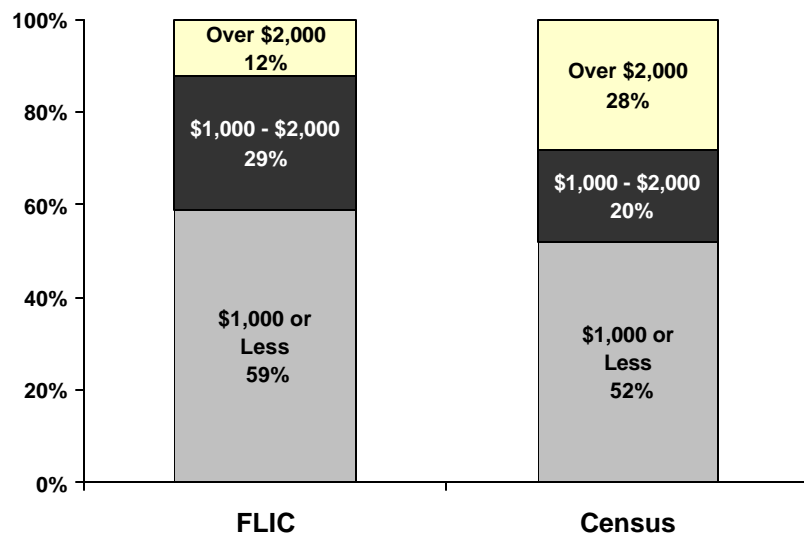 100%
80%
60%
40%
20%
0%
Over $2,000
12%
$1,000 - $2,000
29%
$1,000 or
Less
59%
Over $2,000
28%
$1,000 - $2,000
20%
$1,000 or
Less
52%
FLIC
Census